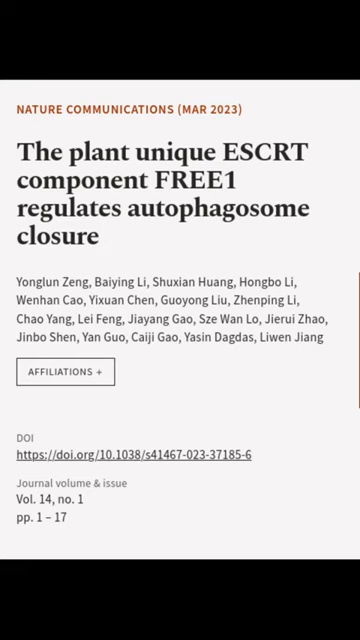 NATURE COMMUNICATIONS (MAR 2023)
The plant unique ESCRT
component FREE1
regulates autophagosome
closure
Yonglun Zeng, Baiying Li, Shuxian Huang, Hongbo Li,
Wenhan Cao, Yixuan Chen, Guoyong Liu, Zhenping Li,
Chao Yang, Lei Feng, Jiayang Gao, Sze Wan Lo, Jierui Zhao,
Jinbo Shen, Yan Guo, Caiji Gao, Yasin Dagdas, Liwen Jiang
AFFILIATIONS +
DOI
https://doi.org/10.1038/s41467-023-37185-6
Journal volume & issue
Vol. 14, no. 1
pp. 1 – 17